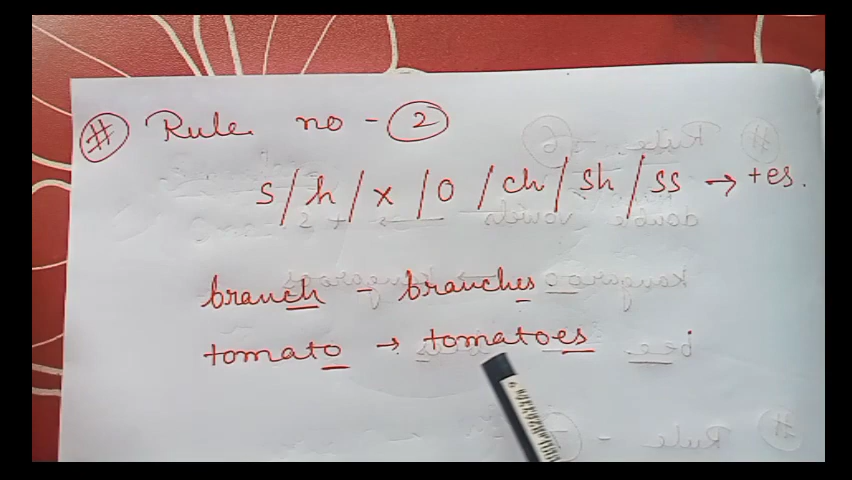 # Rule no - 2
s/h/x/o/ch/sh/ss → +es.
branch - branches
tomato → tomatoes